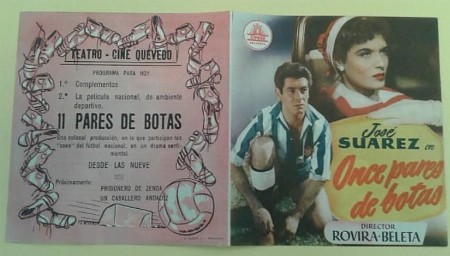 TEATRO - CINE QUEVEDO
PROGRAMA PARA HOY
1.º Complementos
2.º La película nacional, de ambiente
deportivo,
11 PARES DE BOTAS
Una colosal producción, en la que participan los
"ases" del fútbol nacional, en un drama senti-
mental
DESDE LAS NUEVE
Próximamente:
PRISIONERO DE ZENDA
UN CABALLERO ANDALUZ
José
SUAREZ en
Once pares
de botas
DIRECTOR
ROVIRA-BELETA